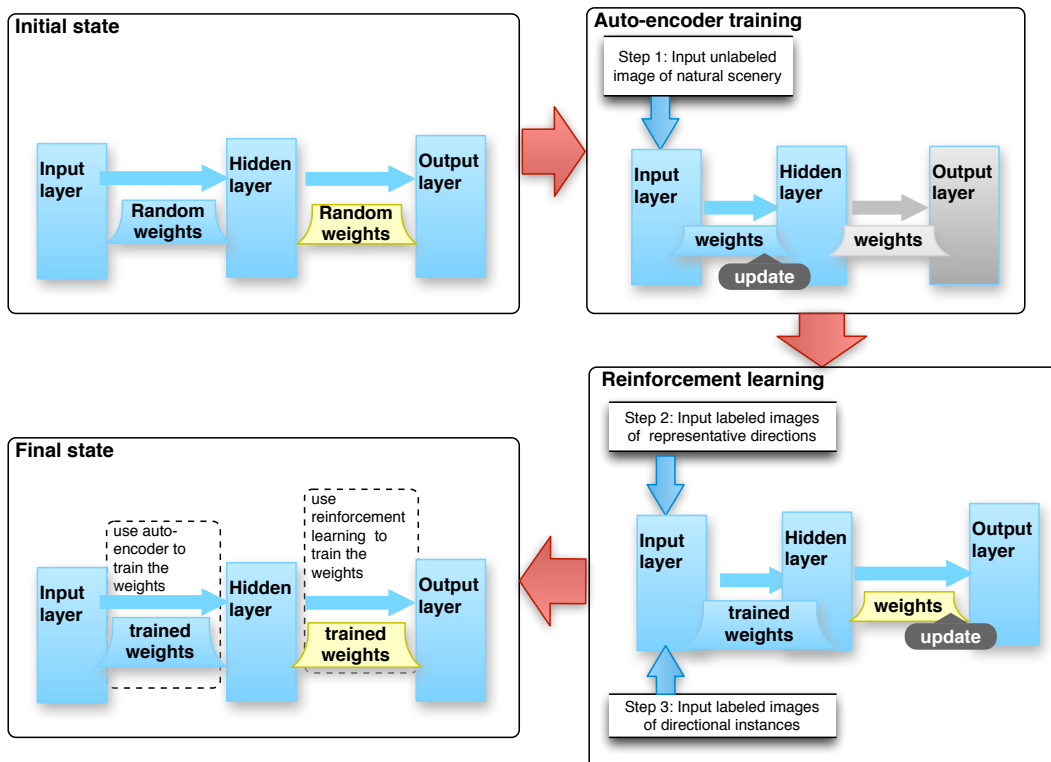 Initial state
Input
layer
Hidden
layer
Output
layer
Random
weights
Random
weights
Auto-encoder training
Step 1: Input unlabeled
image of natural scenery
Input
layer
Hidden
layer
Output
layer
weights
weights
update
Reinforcement learning
Step 2: Input labeled images
of representative directions
Input
layer
Hidden
layer
Output
layer
trained
weights
weights
update
Step 3: Input labeled images
of directional instances
Final state
use auto-
encoder to
train the
weights
use
reinforcement
learning to
train the
weights
Input
layer
Hidden
layer
Output
layer
trained
weights
trained
weights